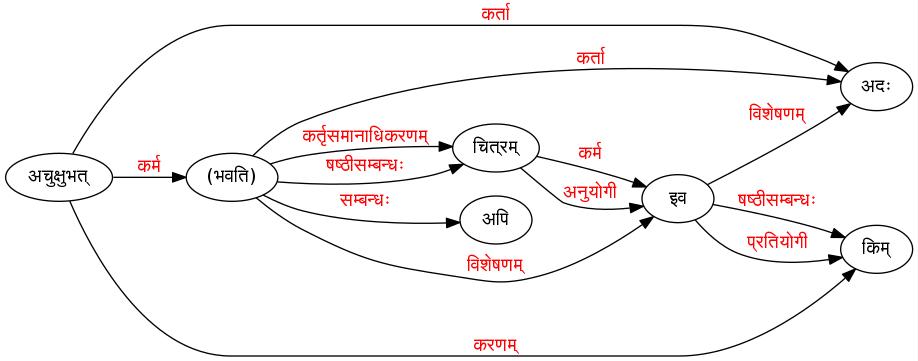 कर्ता
कर्ता
अदः
विशेषणम्
कर्तृसमानाधिकरणम्
चित्रम्
कर्म
षष्ठीसम्बन्धः
अचुक्षुभत्
कर्म
(भवति)
अनुयोगी
इव
सम्बन्धः
अपि
षष्ठीसम्बन्धः
प्रतियोगी
किम्
विशेषणम्
करणम्